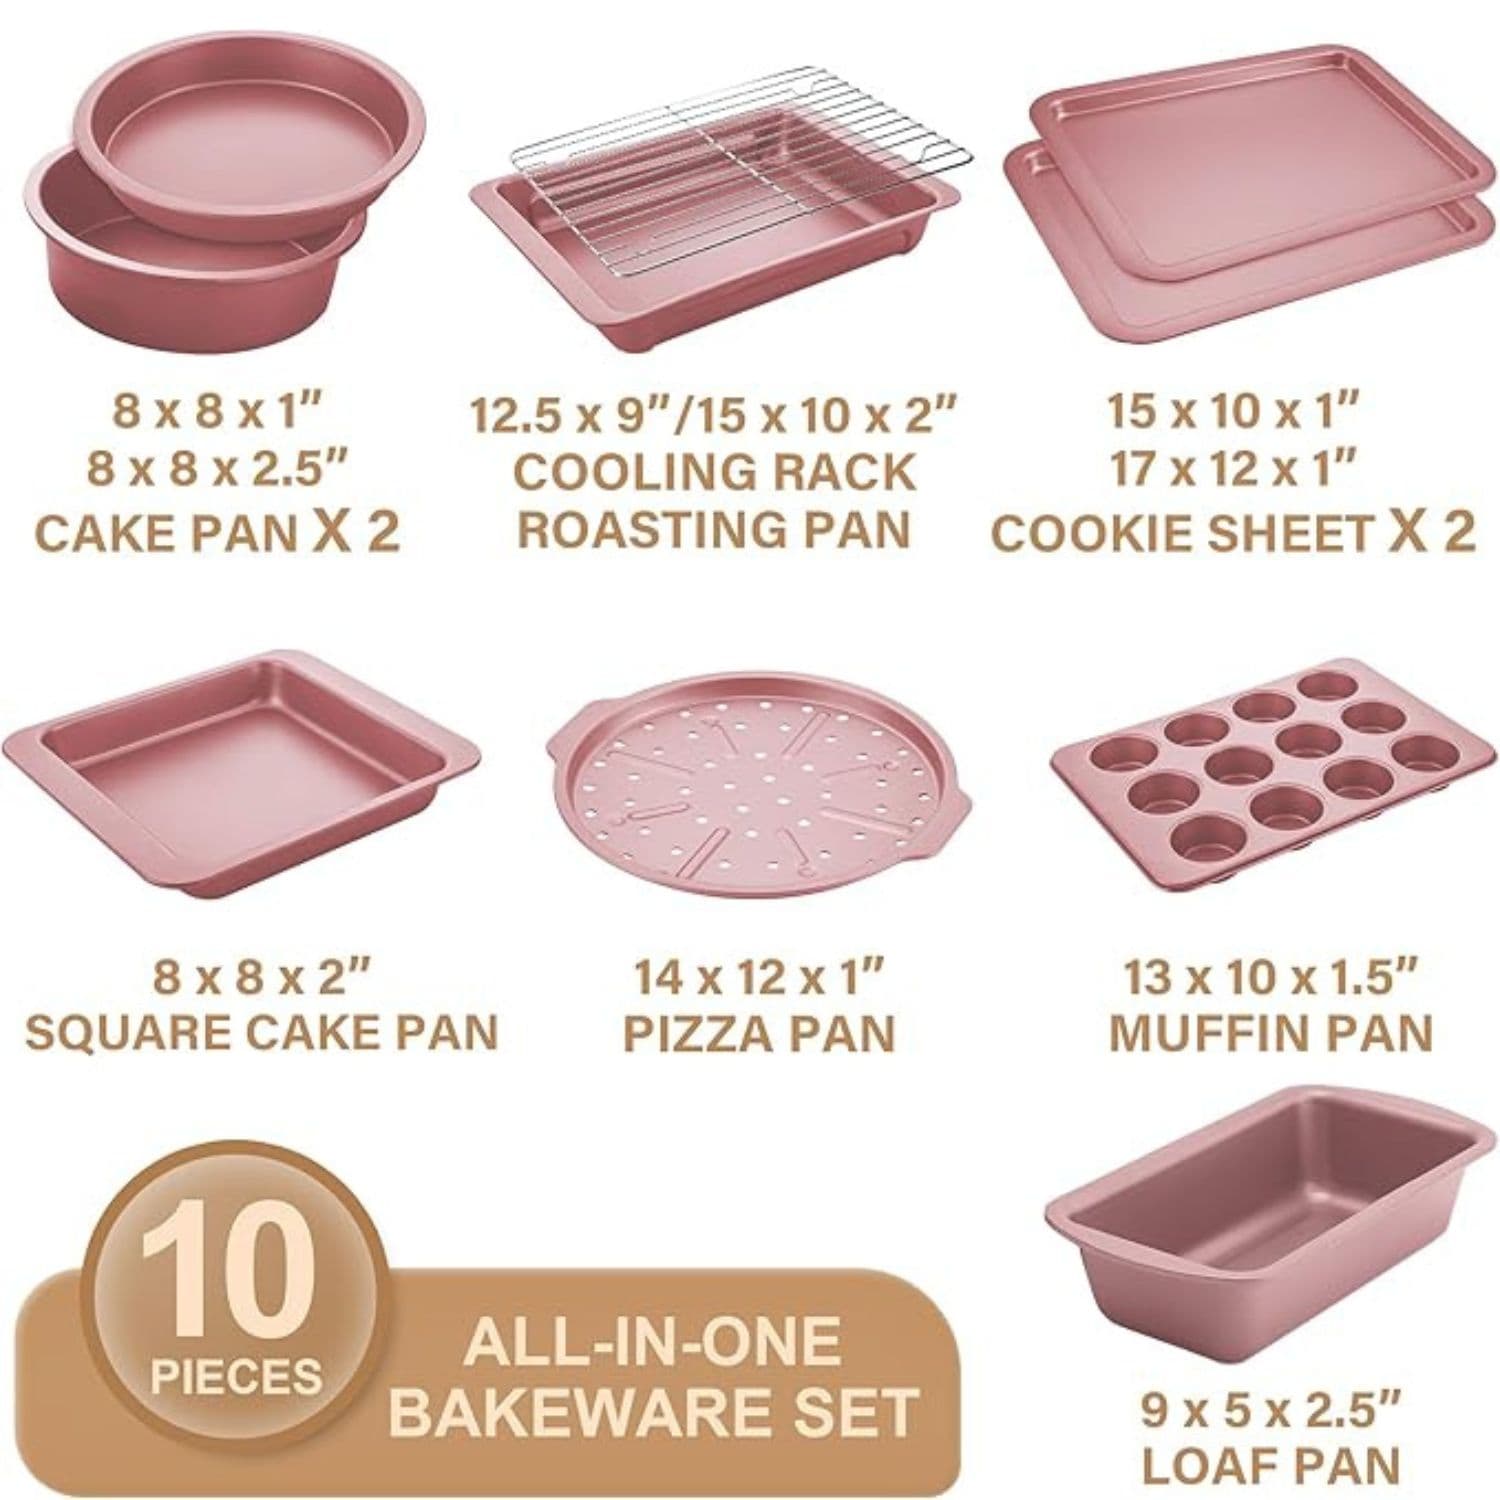 8 x 8 x 1"
8 x 8 x 2.5"
CAKE PAN X 2
12.5 x 9"/15 x 10 x 2"
COOLING RACK
ROASTING PAN
15 x 10 x 1"
17 x 12 x 1"
COOKIE SHEET X 2
8 x 8 x 2"
SQUARE CAKE PAN
14 x 12 x 1"
PIZZA PAN
13 x 10 x 1.5"
MUFFIN PAN
9 x 5 x 2.5"
LOAF PAN
10
PIECES
ALL-IN-ONE
BAKEWARE SET